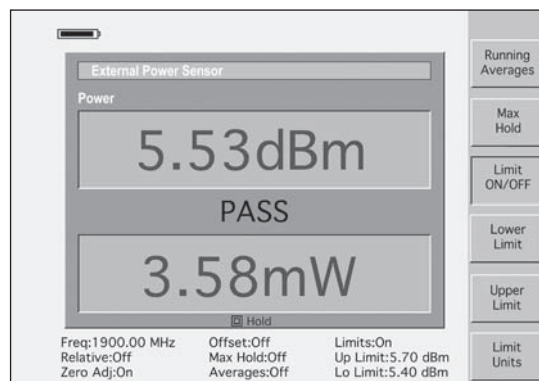 External Power Sensor
Power
5.53dBm
PASS
3.58mW
Hold
Freq:1900.00 MHz Offset:Off Limits:On
Relative:Off Max Hold:Off Up Limit:5.70 dBm
Zero Adj:On Averages:Off Lo Limit:5.40 dBm
Running
Averages
Max
Hold
Limit
ON/OFF
Lower
Limit
Upper
Limit
Limit
Units